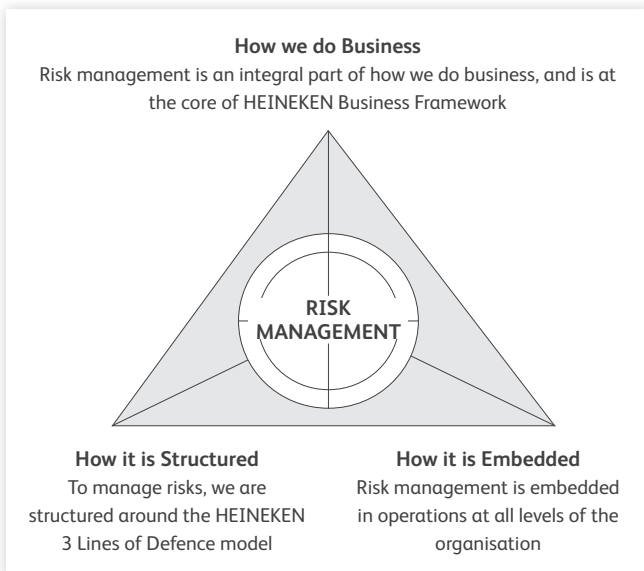 How we do Business
Risk management is an integral part of how we do business, and is at
the core of HEINEKEN Business Framework
RISK
MANAGEMENT
How it is Structured
To manage risks, we are
structured around the HEINEKEN
3 Lines of Defence model
How it is Embedded
Risk management is embedded
in operations at all levels of the
organisation